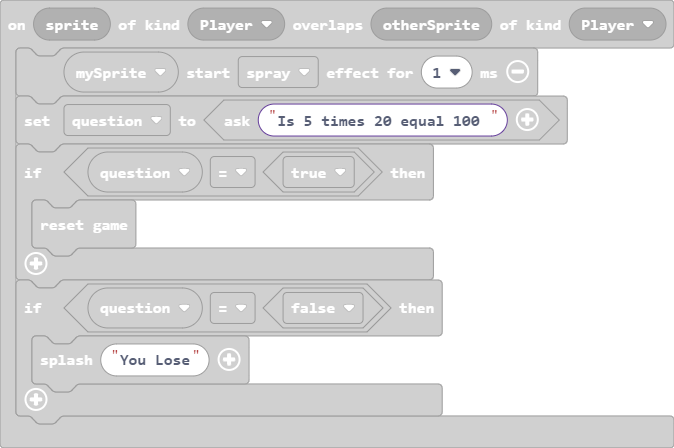 on sprite of kind Player overlaps otherSprite of kind Player
mySprite start spray effect for 1 ms
set question to ask "Is 5 times 20 equal 100 "
if question = true then
reset game
if question = false then
splash "You Lose"